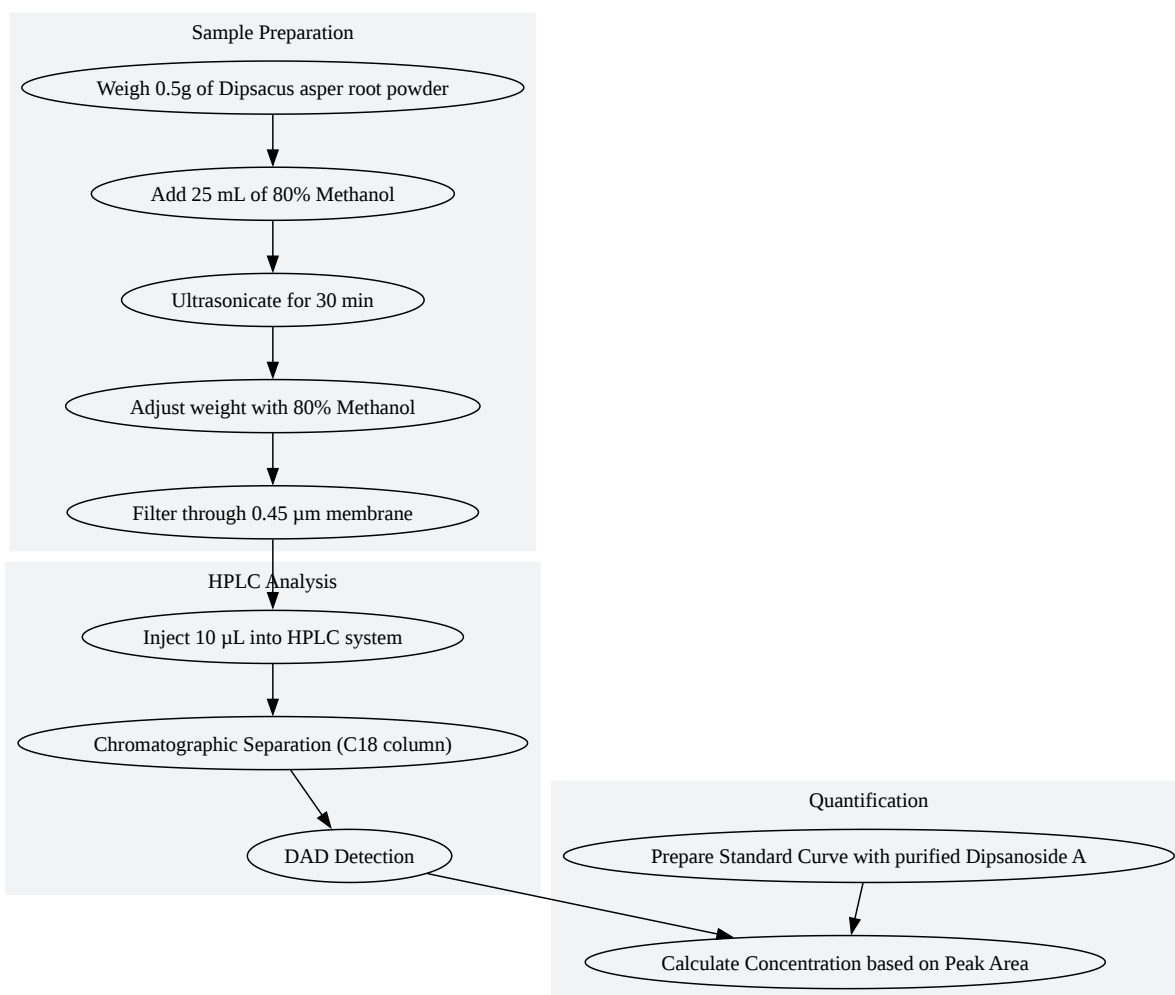 Sample Preparation
Weigh 0.5g of Dipsacus asper root powder
Add 25 mL of 80% Methanol
Ultrasonicate for 30 min
Adjust weight with 80% Methanol
Filter through 0.45 µm membrane
HPLC Analysis
Inject 10 µL into HPLC system
Chromatographic Separation (C18 column)
DAD Detection
Quantification
Prepare Standard Curve with purified Dipsanoside A
Calculate Concentration based on Peak Area